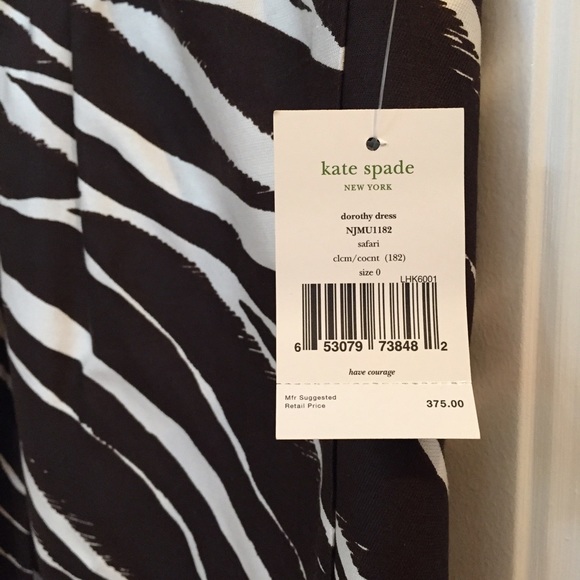 kate spade
NEW YORK
dorothy dress
NJMU1182
safari
clcm/cocnt (182)
size 0
LHK6001
6 53079 73848 2
have courage
Mfr Suggested
Retail Price 375.00